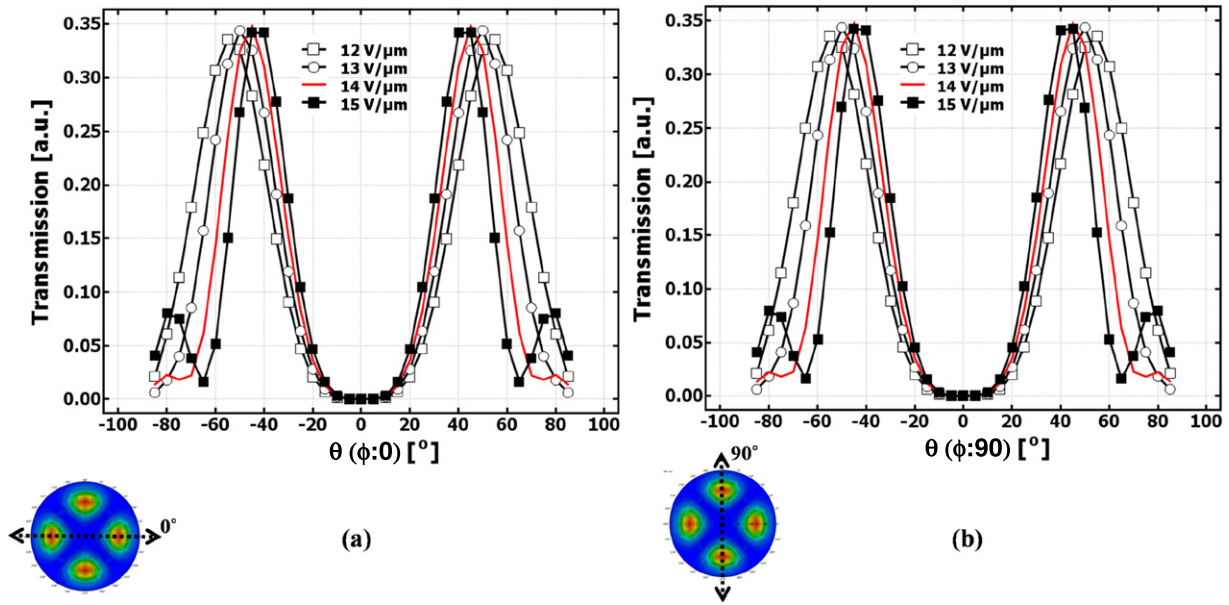 Transmission [a.u.]
0.35
0.30
0.25
0.20
0.15
0.10
0.05
0.00
12 V/µm
13 V/µm
14 V/µm
15 V/µm
-100 -80 -60 -40 -20 0 20 40 60 80 100
θ (ϕ:0) [°]
0°
(a)
Transmission [a.u.]
0.35
0.30
0.25
0.20
0.15
0.10
0.05
0.00
12 V/µm
13 V/µm
14 V/µm
15 V/µm
-100 -80 -60 -40 -20 0 20 40 60 80 100
θ (ϕ:90) [°]
90°
(b)